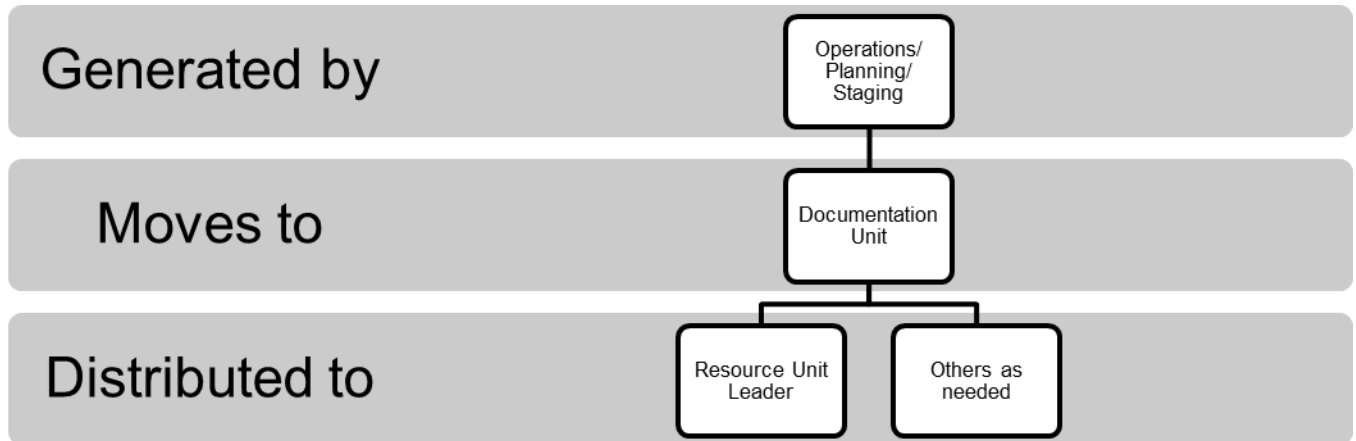 Generated by
Operations/
Planning/
Staging
Moves to
Documentation
Unit
Distributed to
Resource Unit
Leader
Others as
needed